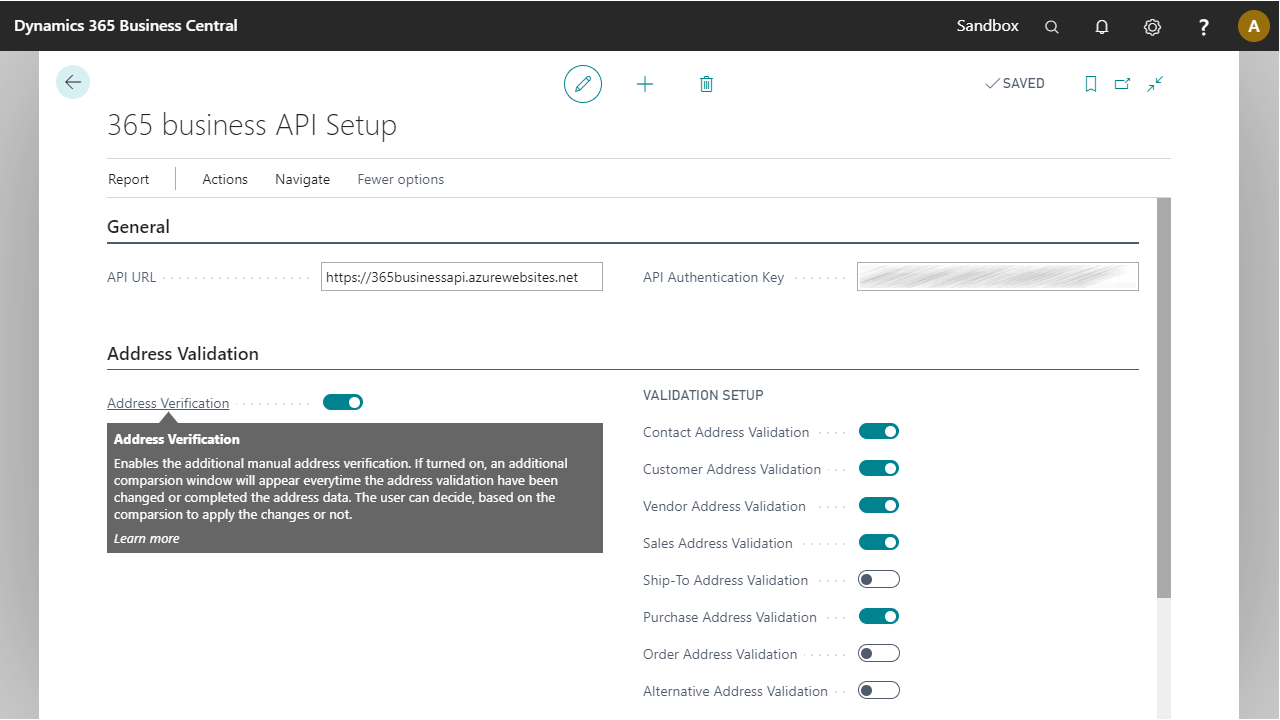 Dynamics 365 Business Central
Sandbox
?
A
SAVED
365 business API Setup
Report
Actions
Navigate
Fewer options
General
API URL
https://365businessapi.azurewebsites.net
API Authentication Key
Address Validation
Address Verification
Address Verification
Enables the additional manual address verification. If turned on, an additional
comparsion window will appear everytime the address validation have been
changed or completed the address data. The user can decide, based on the
comparsion to apply the changes or not.
Learn more
VALIDATION SETUP
Contact Address Validation
Customer Address Validation
Vendor Address Validation
Sales Address Validation
Ship-To Address Validation
Purchase Address Validation
Order Address Validation
Alternative Address Validation